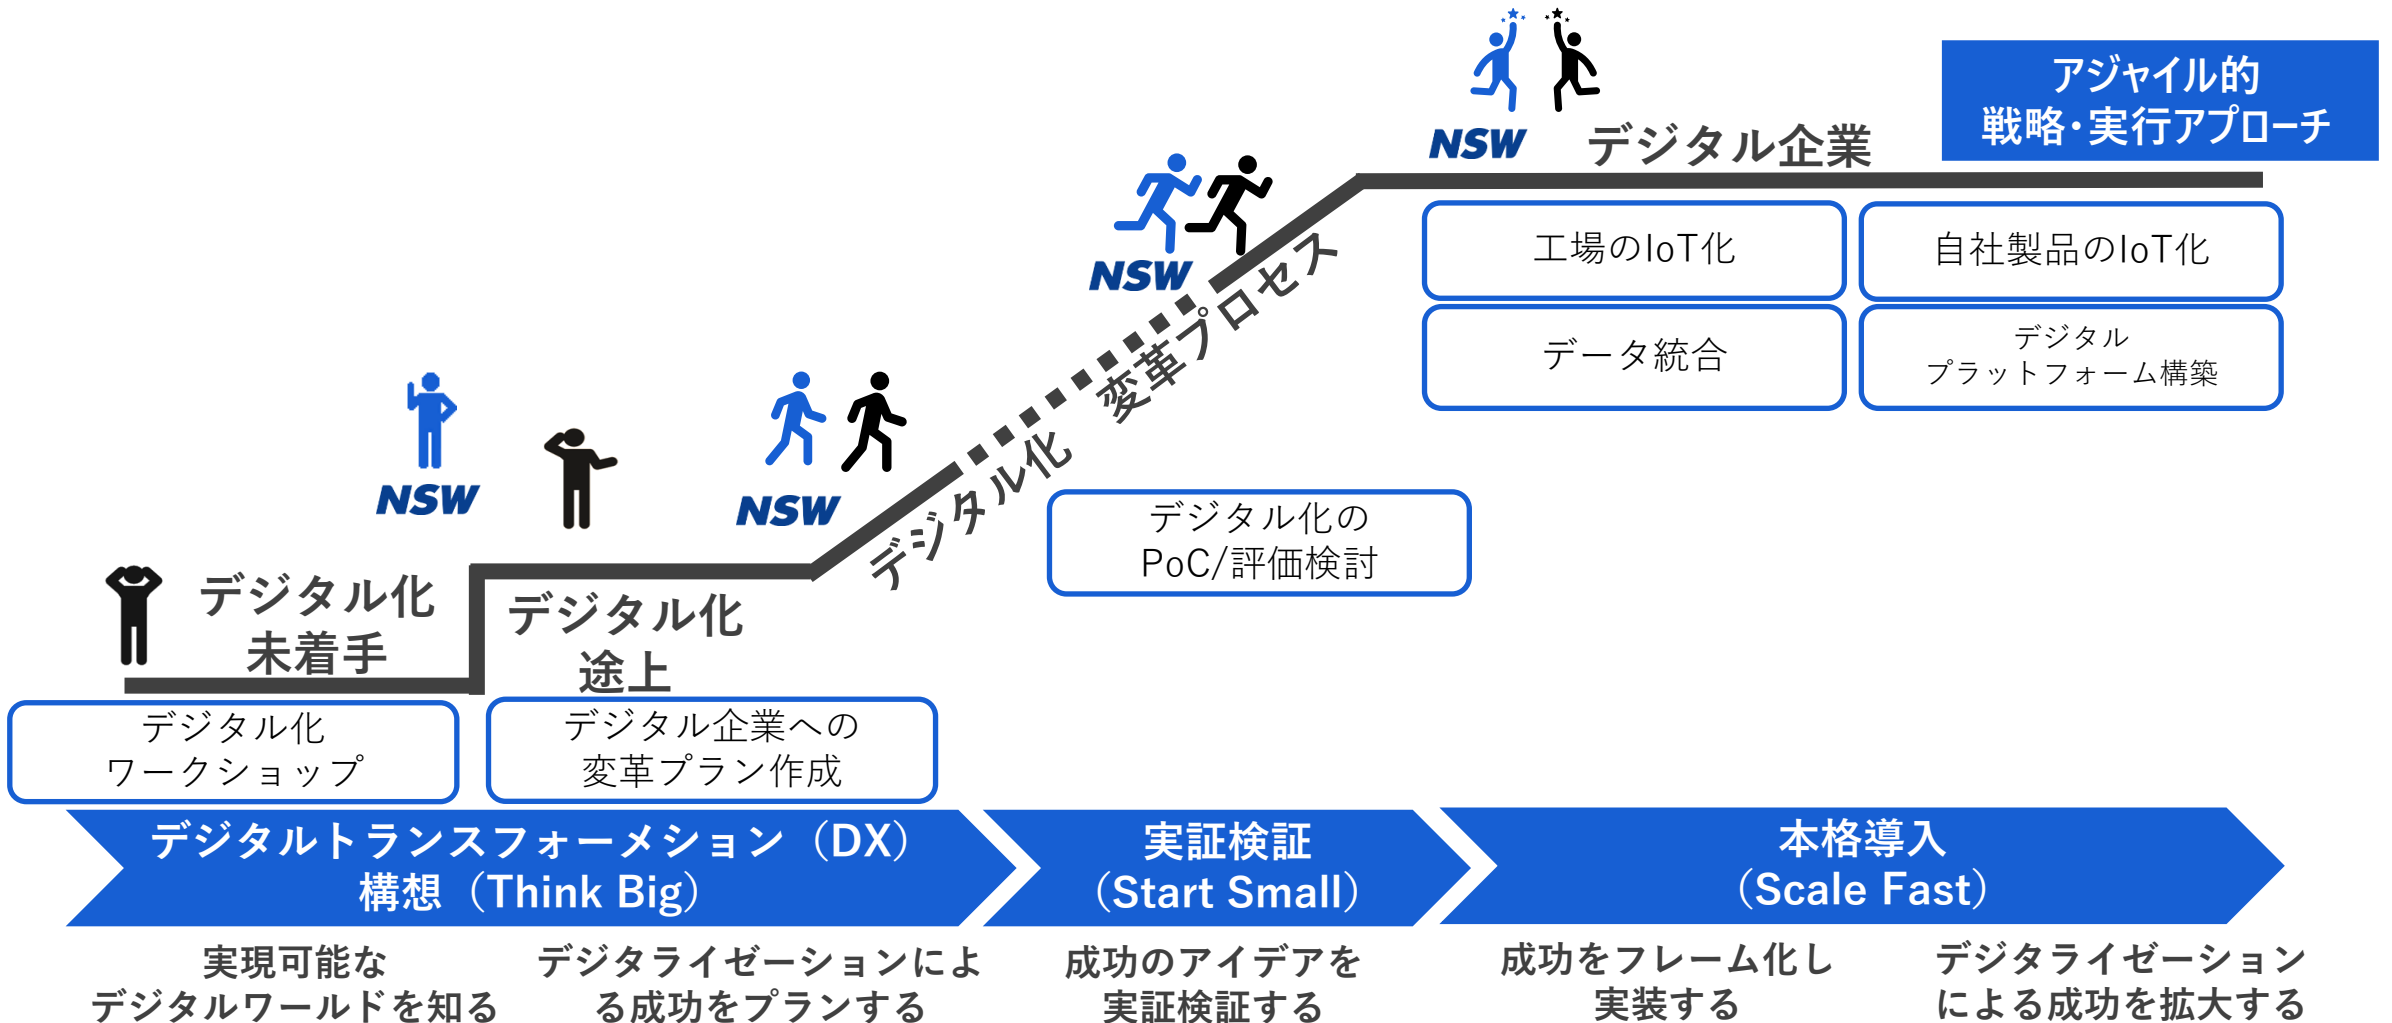 アジャイル的
戦略・実行アプローチ
NSW
デジタル企業
工場のIoT化
自社製品のIoT化
データ統合
デジタル
プラットフォーム構築
NSW
デジタル化 変革プロセス
NSW
NSW
デジタル化の
PoC/評価検討
デジタル化
未着手
デジタル化
途上
デジタル化
ワークショップ
デジタル企業への
変革プラン作成
デジタルトランスフォーメション（DX）
構想（Think Big）
実証検証
（Start Small）
本格導入
（Scale Fast）
実現可能な
デジタルワールドを知る
デジタライゼーションによ
る成功をプランする
成功のアイデアを
実証検証する
成功をフレーム化し
実装する
デジタライゼーション
による成功を拡大する